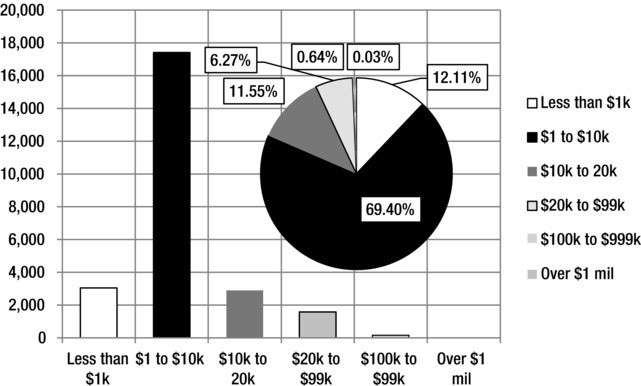 20,000
18,000
16,000
14,000
12,000
10,000
8,000
6,000
4,000
2,000
0
6.27%
0.64%
0.03%
12.11%
11.55%
69.40%
Less than $1k
$1 to $10k
$10k to 20k
$20k to $99k
$100k to $999k
Over $1 mil
Less than
$1k
$1 to $10k
$10k to
20k
$20k to
$99k
$100k to
$99k
Over $1
mil